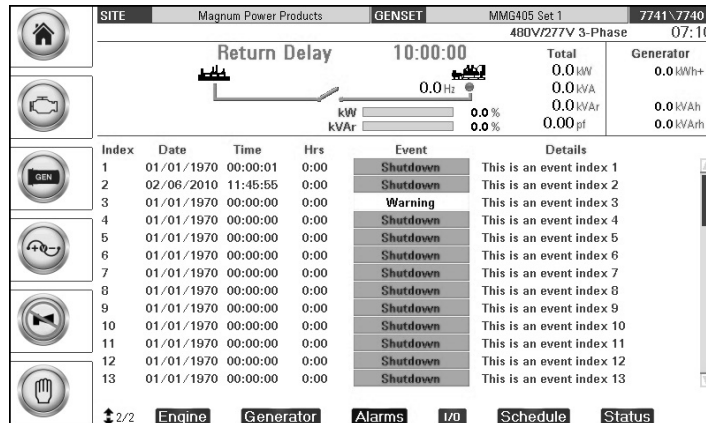 SITE Magnum Power Products GENSET MMG405 Set 1 7741\7740
480V/277V 3-Phase 07:10
Return Delay 10:00:00 Total Generator
0.0 kW 0.0 kWh+
0.0 Hz 0.0 kVA
0.0 kVAr 0.0 kVAh
kW 0.0 % 0.00 pf 0.0 kVArh
kVAr 0.0 %
Index Date Time Hrs Event Details
1 01/01/1970 00:00:01 0:00 Shutdown This is an event index 1
2 02/06/2010 11:45:55 0:00 Shutdown This is an event index 2
3 01/01/1970 00:00:00 0:00 Warning This is an event index 3
4 01/01/1970 00:00:00 0:00 Shutdown This is an event index 4
5 01/01/1970 00:00:00 0:00 Shutdown This is an event index 5
6 01/01/1970 00:00:00 0:00 Shutdown This is an event index 6
7 01/01/1970 00:00:00 0:00 Shutdown This is an event index 7
8 01/01/1970 00:00:00 0:00 Shutdown This is an event index 8
9 01/01/1970 00:00:00 0:00 Shutdown This is an event index 9
10 01/01/1970 00:00:00 0:00 Shutdown This is an event index 10
11 01/01/1970 00:00:00 0:00 Shutdown This is an event index 11
12 01/01/1970 00:00:00 0:00 Shutdown This is an event index 12
13 01/01/1970 00:00:00 0:00 Shutdown This is an event index 13
GEN
2/2 Engine Generator Alarms I/O Schedule Status